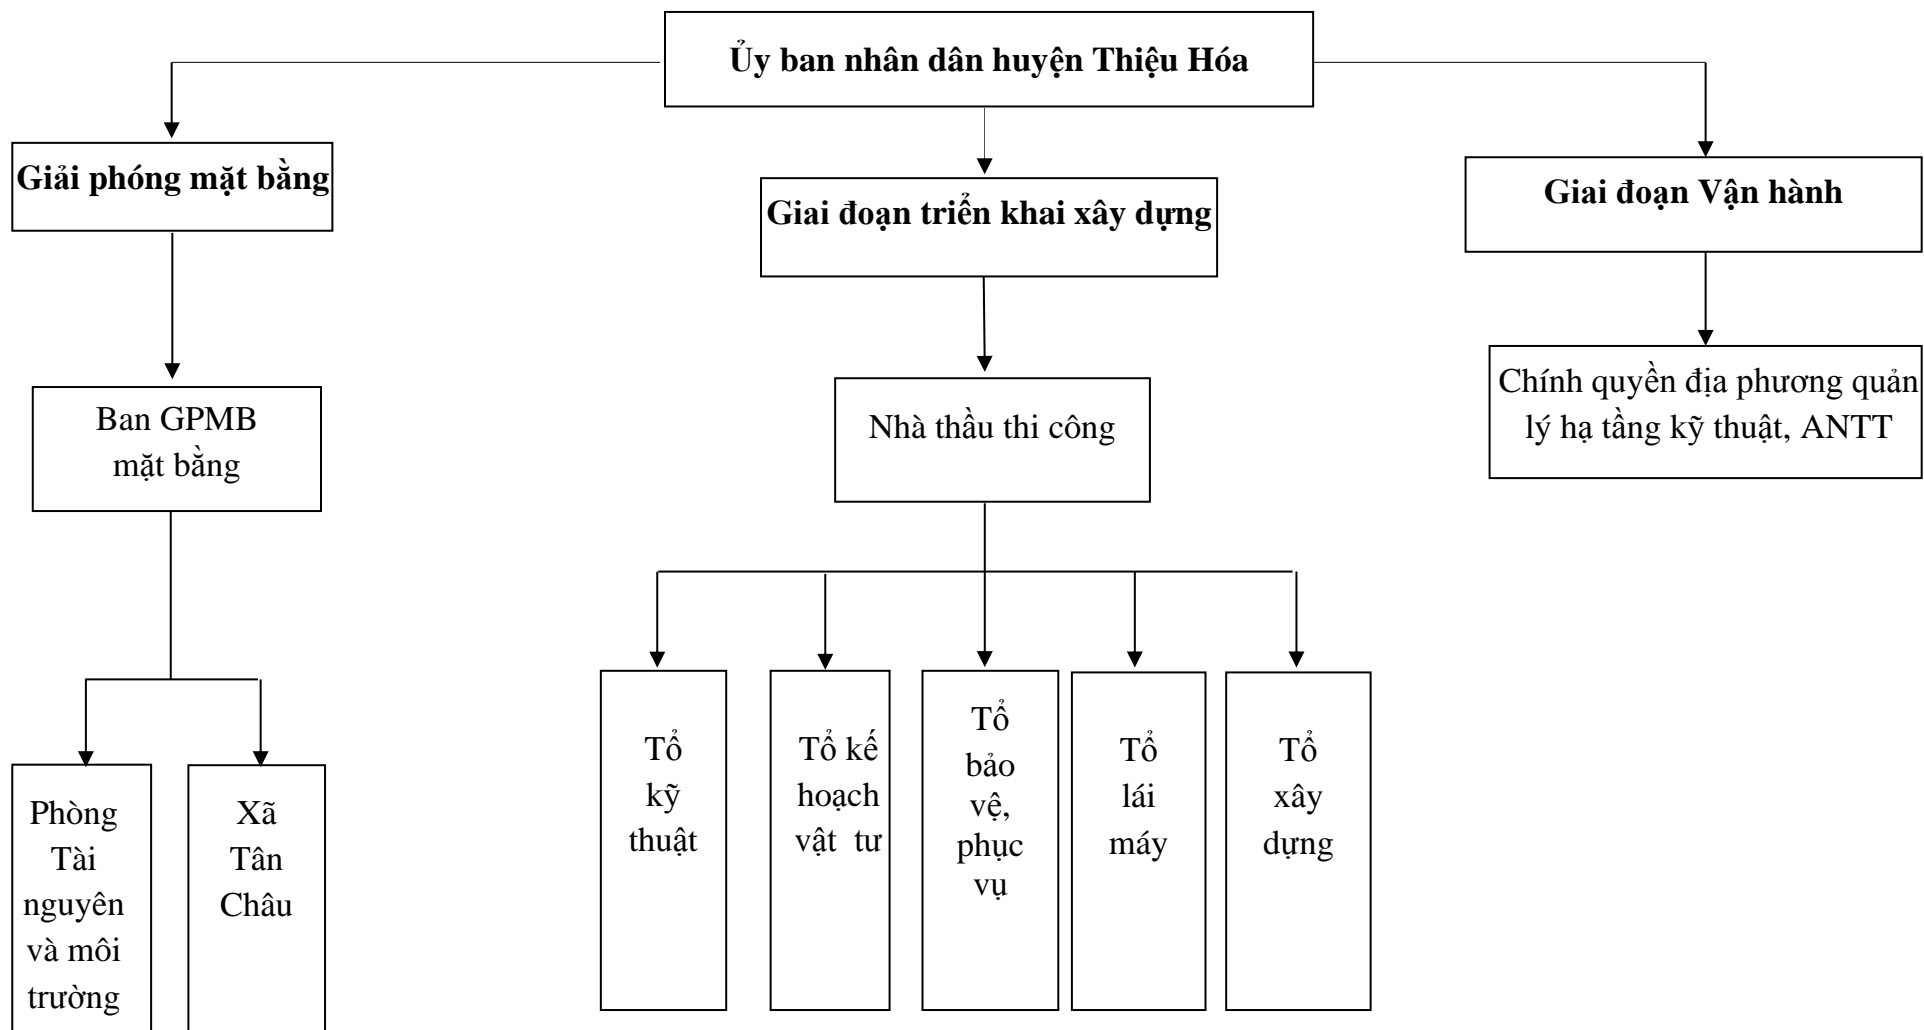 Ủy ban nhân dân huyện Thiệu Hóa
Giải phóng mặt bằng
Giai đoạn triển khai xây dựng
Giai đoạn Vận hành
Ban GPMB
mặt bằng
Nhà thầu thi công
Chính quyền địa phương quản
lý hạ tầng kỹ thuật, ANTT
Phòng
Tài
nguyên
và môi
trường
Xã
Tân
Châu
Tổ
kỹ
thuật
Tổ kế
hoạch
vật tư
Tổ
bảo
vệ,
phục
vụ
Tổ
lái
máy
Tổ
xây
dựng